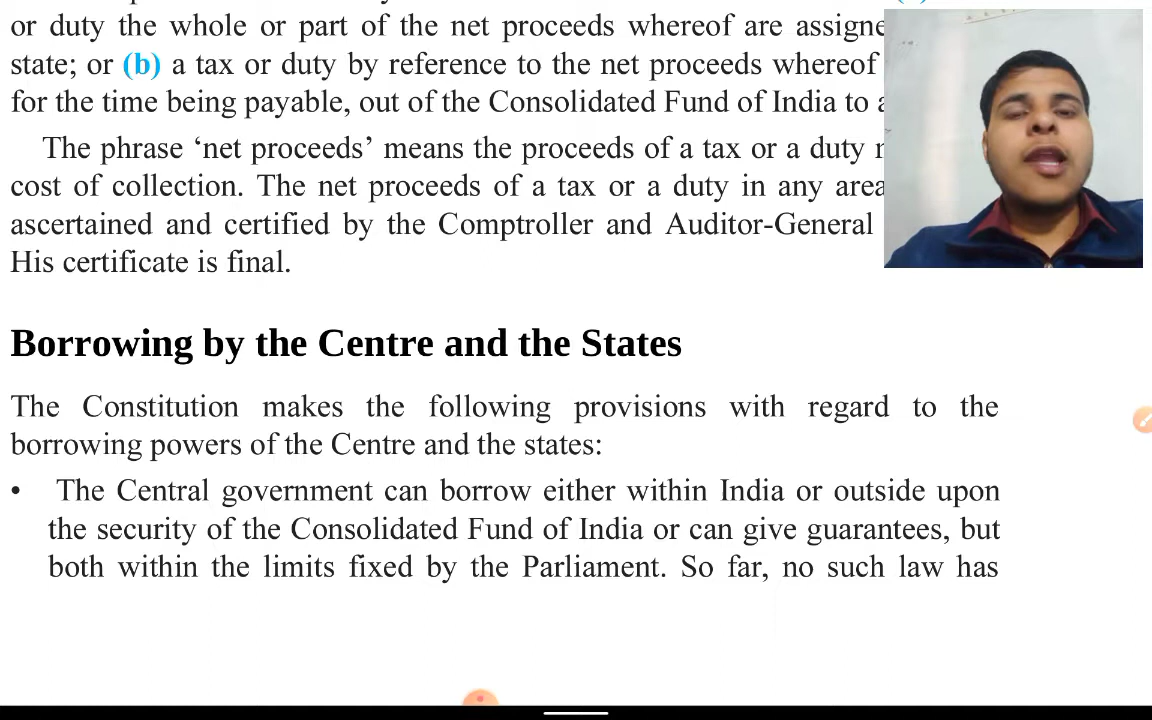 or duty the whole or part of the net proceeds whereof are
state; or (b) a tax or duty by reference to the net proceeds whereof
for the time being payable, out of the Consolidated Fund of India to
The phrase ‘net proceeds’ means the proceeds of a tax or a duty
cost of collection. The net proceeds of a tax or a duty in any area
ascertained and certified by the Comptroller and Auditor-General
His certificate is final.
Borrowing by the Centre and the States
The Constitution makes the following provisions with regard to the
borrowing powers of the Centre and the states:
• The Central government can borrow either within India or outside upon
the security of the Consolidated Fund of India or can give guarantees, but
both within the limits fixed by the Parliament. So far, no such law has